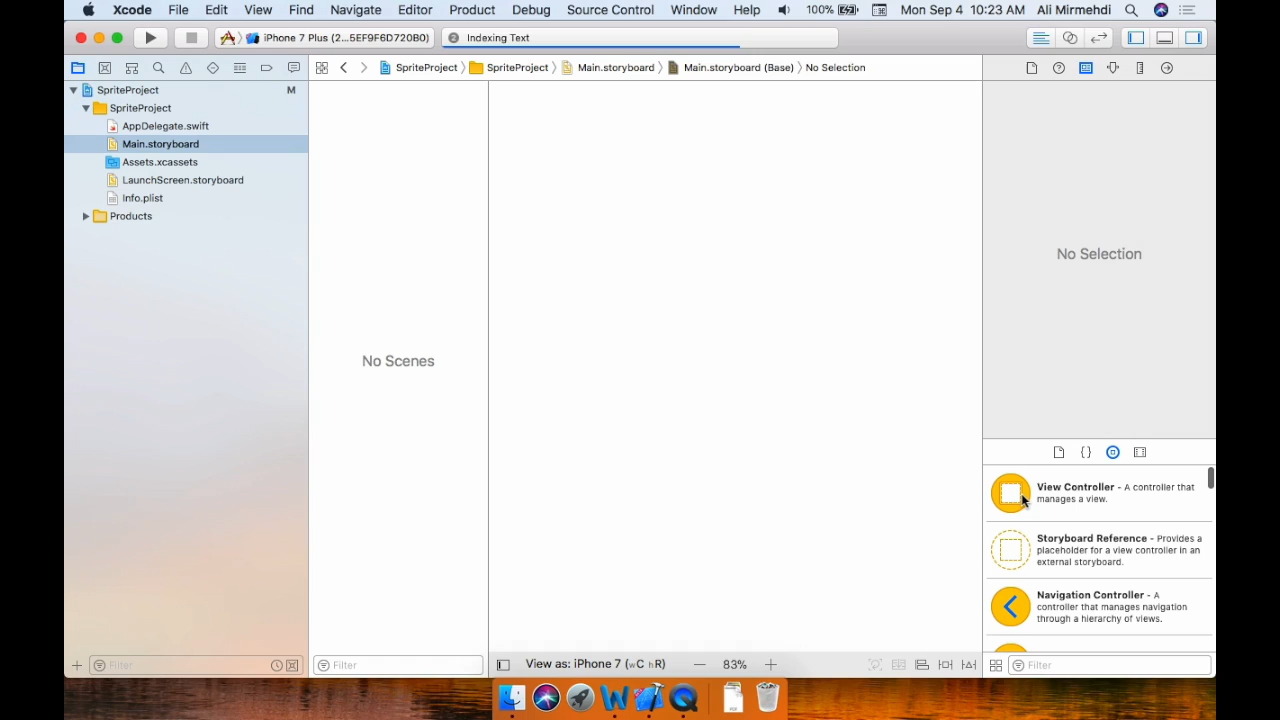 Xcode File Edit View Find Navigate Editor Product Debug Source Control Window Help 100% Mon Sep 4 10:23 AM Ali Mirmehdi
iPhone 7 Plus (2...5EF9F6D720B0) 2 Indexing Text
SpriteProject SpriteProject Main.storyboard Main.storyboard (Base) No Selection
SpriteProject M
SpriteProject
AppDelegate.swift
Main.storyboard
Assets.xcassets
LaunchScreen.storyboard
Info.plist
Products
No Scenes
No Selection
View Controller - A controller that
manages a view.
Storyboard Reference - Provides a
placeholder for a view controller in an
external storyboard.
Navigation Controller - A
controller that manages navigation
through a hierarchy of views.
Filter
Filter
View as: iPhone 7 (wC hR) — 83% +
Filter